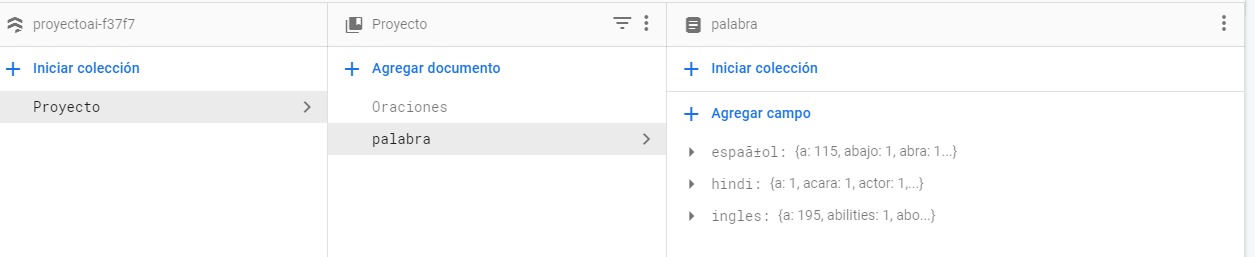 proyectoai-f37f7
Iniciar colección
Proyecto
Proyecto
Agregar documento
Oraciones
palabra
palabra
Iniciar colección
Agregar campo
espaã±ol: {a: 115, abajo: 1, abra: 1...}
hindi: {a: 1, acara: 1, actor: 1,...}
ingles: {a: 195, abilities: 1, abo...}